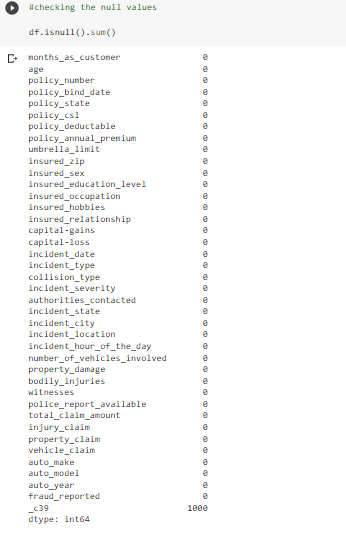 #checking the null values
df.isnull().sum()
months_as_customer 0
age 0
policy_number 0
policy_bind_date 0
policy_state 0
policy_csl 0
policy_deductable 0
policy_annual_premium 0
umbrella_limit 0
insured_zip 0
insured_sex 0
insured_education_level 0
insured_occupation 0
insured_hobbies 0
insured_relationship 0
capital-gains 0
capital-loss 0
incident_date 0
incident_type 0
collision_type 0
incident_severity 0
authorities_contacted 0
incident_state 0
incident_city 0
incident_location 0
incident_hour_of_the_day 0
number_of_vehicles_involved 0
property_damage 0
bodily_injuries 0
witnesses 0
police_report_available 0
total_claim_amount 0
injury_claim 0
property_claim 0
vehicle_claim 0
auto_make 0
auto_model 0
auto_year 0
fraud_reported 0
_c39 1000
dtype: int64